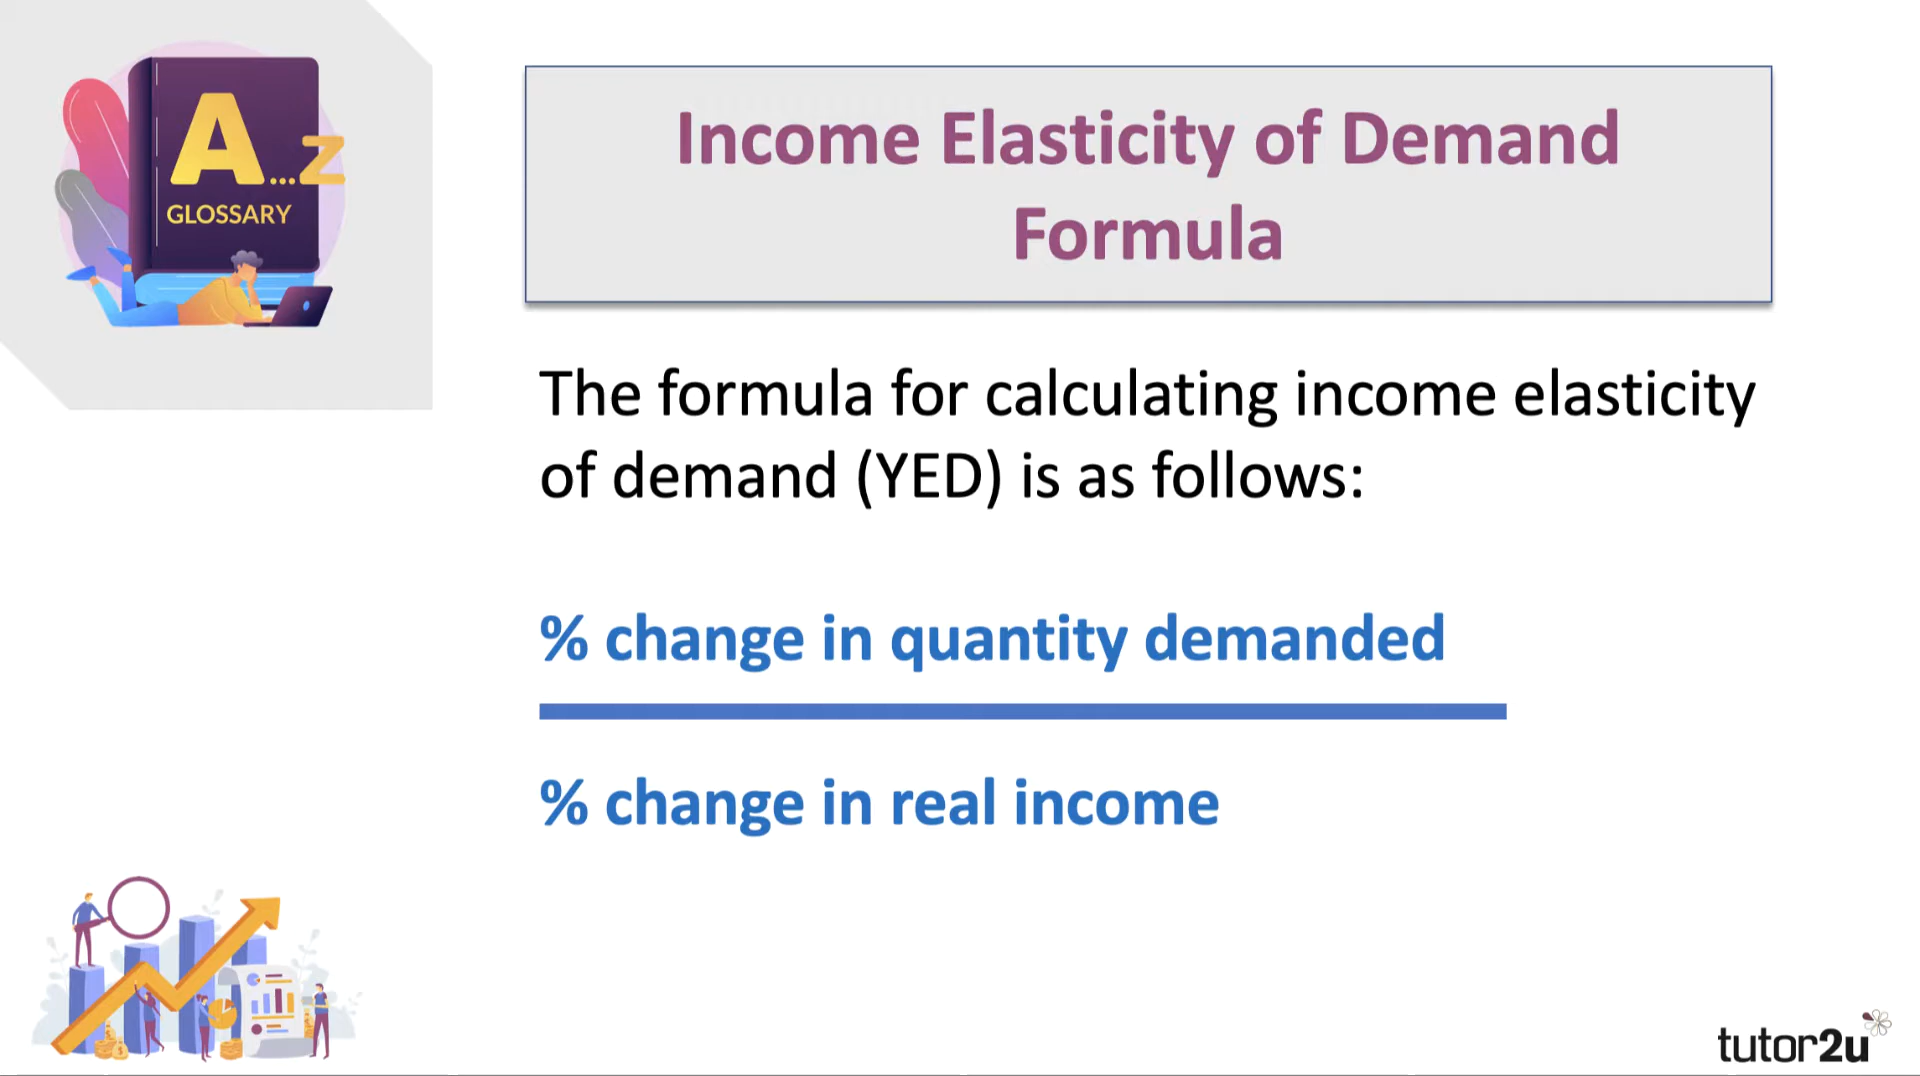 A...Z
GLOSSARY
Income Elasticity of Demand
Formula
The formula for calculating income elasticity
of demand (YED) is as follows:
% change in quantity demanded
% change in real income
tutor2u